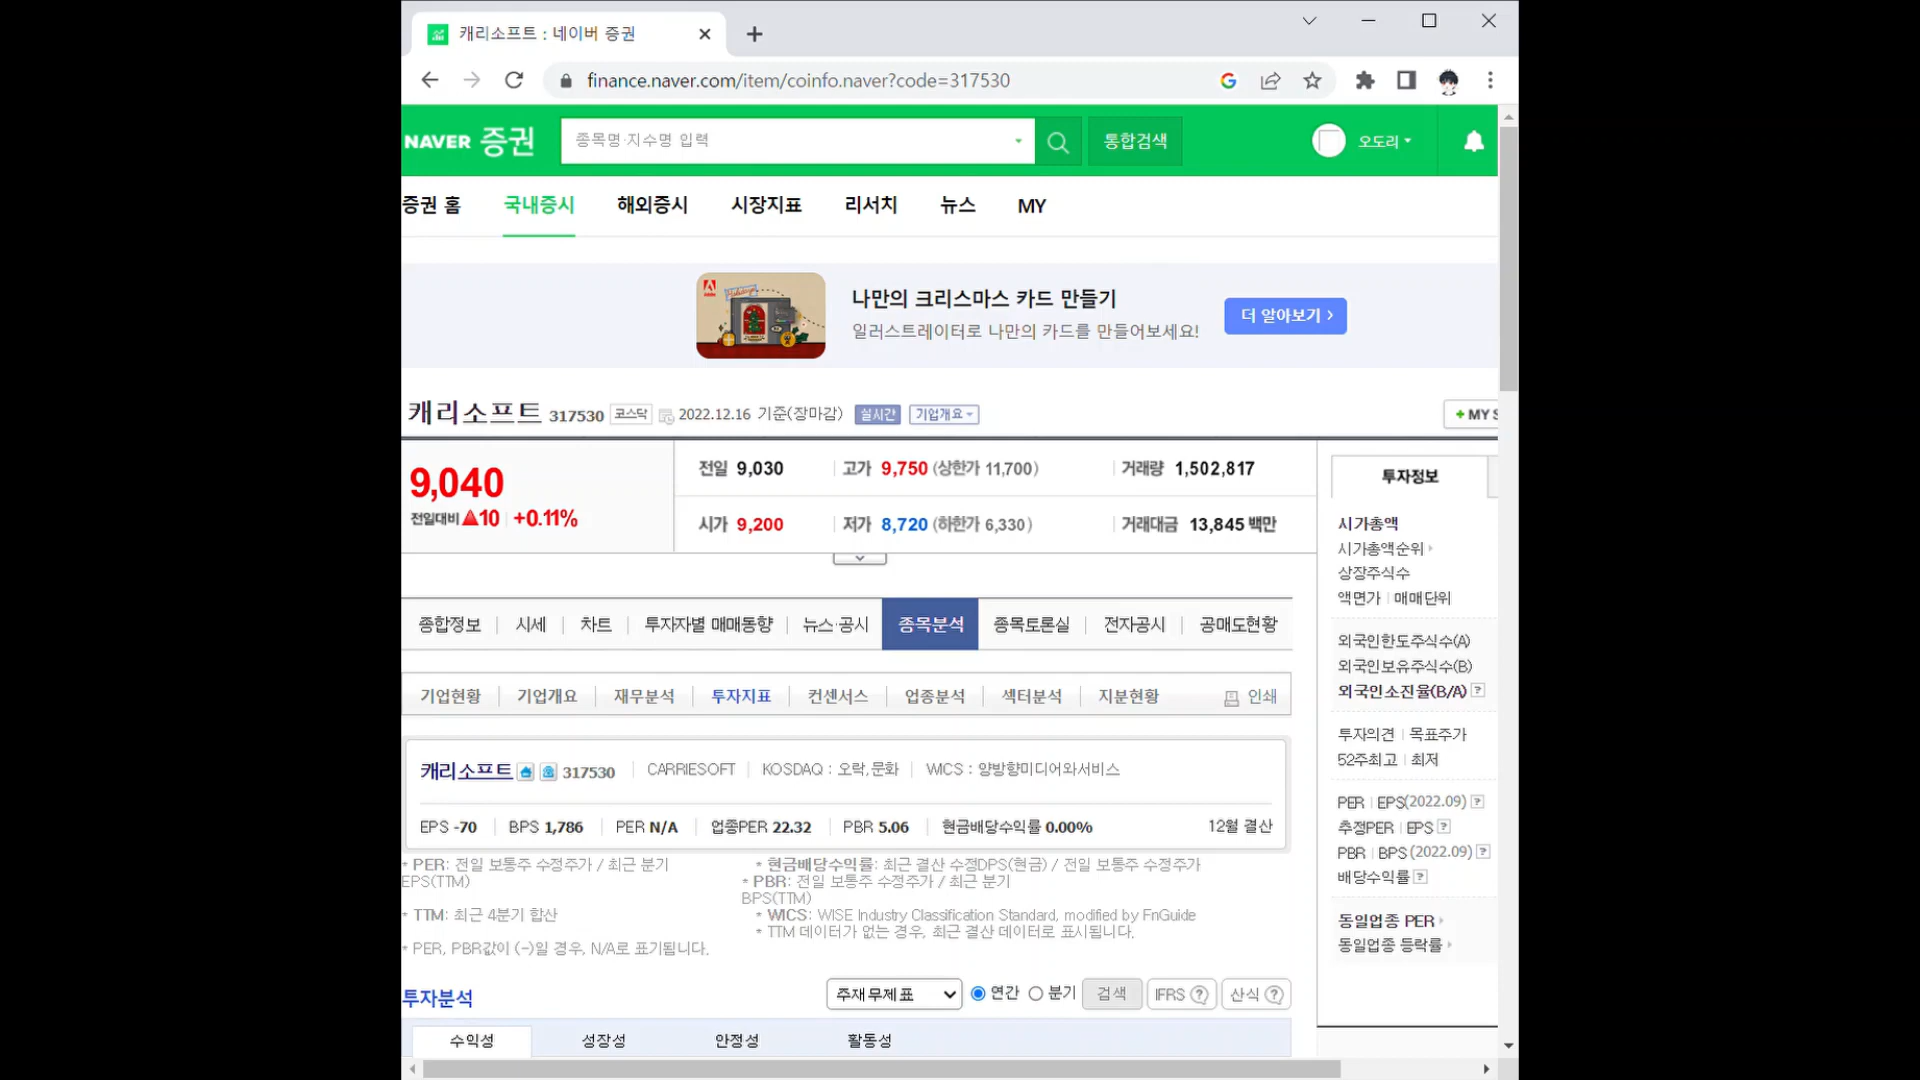 캐리소프트 : 네이버 증권
finance.naver.com/item/coinfo.naver?code=317530
NAVER 증권 종목명·지수명 입력 통합검색 오도리
증권 홈 국내증시 해외증시 시장지표 리서치 뉴스 MY
나만의 크리스마스 카드 만들기
일러스트레이터로 나만의 카드를 만들어보세요!
더 알아보기
캐리소프트 317530 코스닥 2022.12.16 기준(장마감) 실시간 기업개요
+ MY S
9,040
전일대비 ▲10 +0.11%
전일 9,030 고가 9,750 (상한가 11,700) 거래량 1,502,817
시가 9,200 저가 8,720 (하한가 6,330) 거래대금 13,845 백만
종합정보 시세 차트 투자자별 매매동향 뉴스·공시 종목분석 종목토론실 전자공시 공매도현황
기업현황 기업개요 재무분석 투자지표 컨센서스 업종분석 섹터분석 지분현황 인쇄
캐리소프트 317530 CARRIESOFT KOSDAQ : 오락,문화 WICS : 양방향미디어와서비스
EPS -70 BPS 1,786 PER N/A 업종PER 22.32 PBR 5.06 현금배당수익률 0.00% 12월 결산
* PER: 전일 보통주 수정주가 / 최근 분기
EPS(TTM)
* 현금배당수익률: 최근 결산 수정DPS(현금) / 전일 보통주 수정주가
* PBR: 전일 보통주 수정주가 / 최근 분기
BPS(TTM)
* TTM: 최근 4분기 합산
* WICS: WISE Industry Classification Standard, modified by FnGuide
* TTM 데이터가 없는 경우, 최근 결산 데이터로 표시됩니다.
* PER, PBR값이 (-)일 경우, N/A로 표기됩니다.
투자분석 주재무제표 연간 분기 검색 IFRS ? 산식 ?
수익성 성장성 안정성 활동성
투자정보
시가총액
시가총액순위
상장주식수
액면가 매매단위
외국인한도주식수(A)
외국인보유주식수(B)
외국인소진율(B/A) ?
투자의견 목표주가
52주최고 최저
PER EPS(2022.09) ?
추정PER EPS ?
PBR BPS (2022.09) ?
배당수익률 ?
동일업종 PER
동일업종 등락률